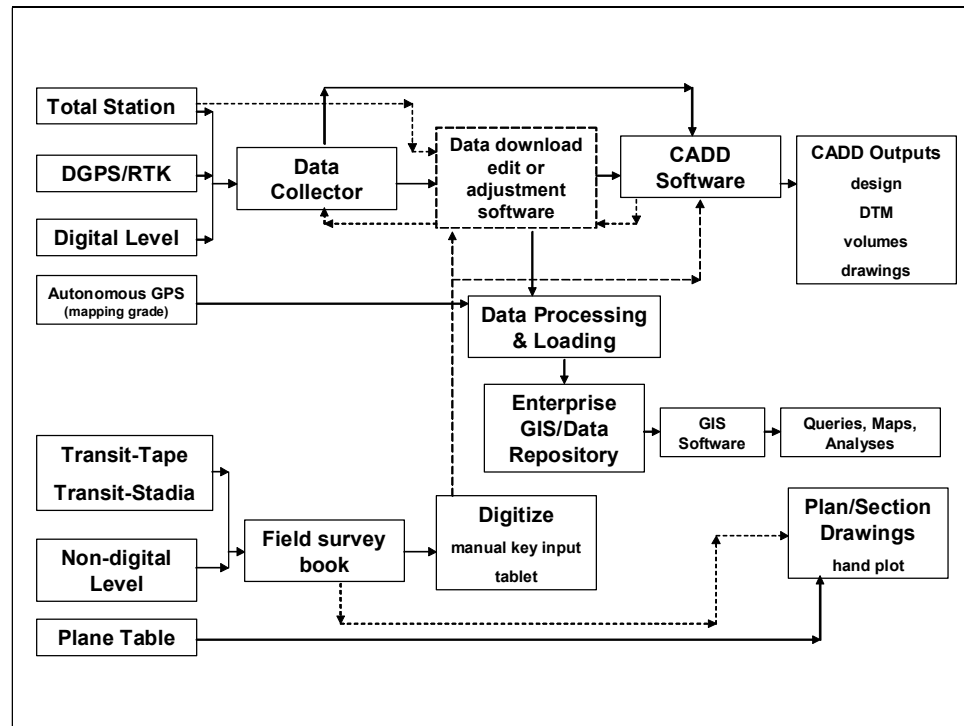 Total Station
DGPS/RTK
Digital Level
Autonomous GPS
(mapping grade)
Data
Collector
Data download
edit or
adjustment
software
CADD
Software
CADD Outputs
design
DTM
volumes
drawings
Data Processing
& Loading
Enterprise
GIS/Data
Repository
GIS
Software
Queries, Maps,
Analyses
Transit-Tape
Transit-Stadia
Non-digital
Level
Plane Table
Field survey
book
Digitize
manual key input
tablet
Plan/Section
Drawings
hand plot